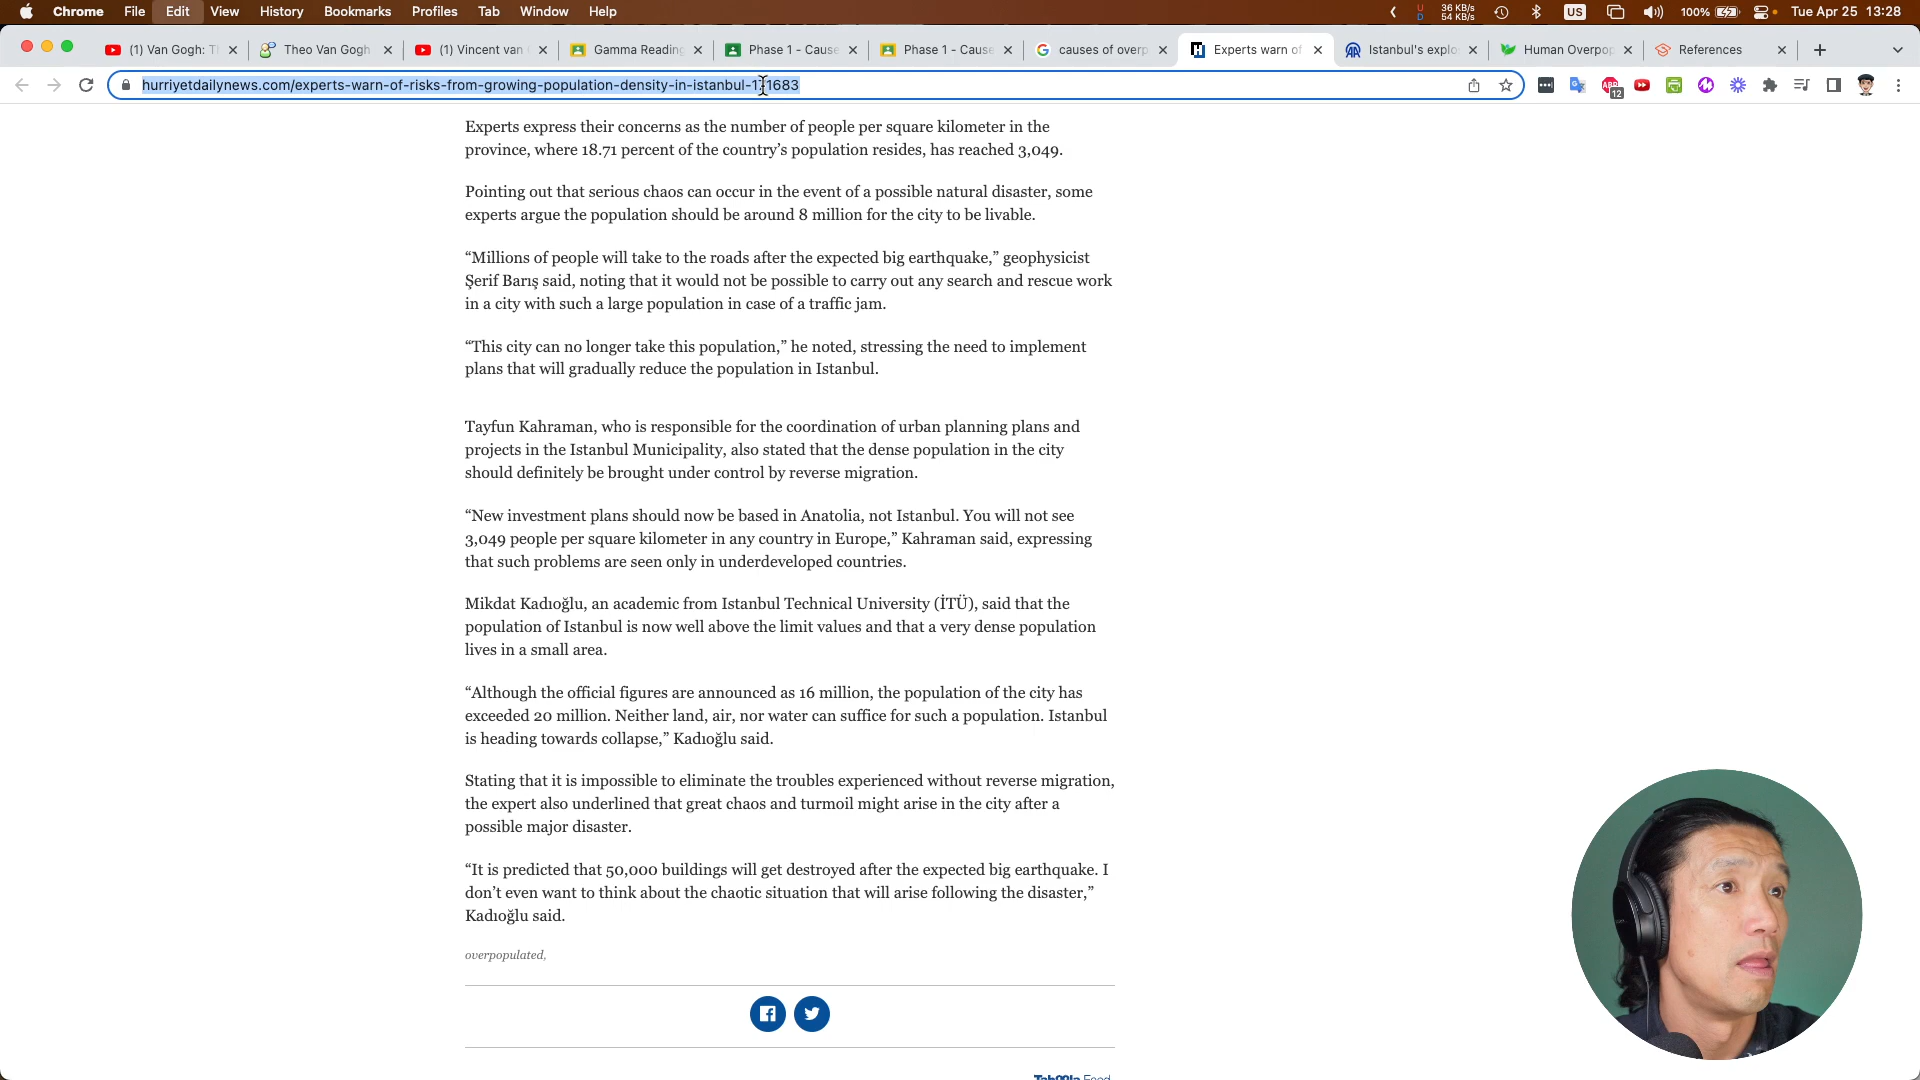 Chrome File Edit View History Bookmarks Profiles Tab Window Help
36 KB/s
54 KB/s
US 100% Tue Apr 25 13:28
(1) Van Gogh: Th Theo Van Gogh (1) Vincent van Gamma Reading Phase 1 - Cause Phase 1 - Cause causes of overp Experts warn of Istanbul's explo Human Overpop References
hurriyetdailynews.com/experts-warn-of-risks-from-growing-population-density-in-istanbul-171683
ABP
12
Experts express their concerns as the number of people per square kilometer in the
province, where 18.71 percent of the country’s population resides, has reached 3,049.
Pointing out that serious chaos can occur in the event of a possible natural disaster, some
experts argue the population should be around 8 million for the city to be livable.
“Millions of people will take to the roads after the expected big earthquake,” geophysicist
Şerif Barış said, noting that it would not be possible to carry out any search and rescue work
in a city with such a large population in case of a traffic jam.
“This city can no longer take this population,” he noted, stressing the need to implement
plans that will gradually reduce the population in Istanbul.
Tayfun Kahraman, who is responsible for the coordination of urban planning plans and
projects in the Istanbul Municipality, also stated that the dense population in the city
should definitely be brought under control by reverse migration.
“New investment plans should now be based in Anatolia, not Istanbul. You will not see
3,049 people per square kilometer in any country in Europe,” Kahraman said, expressing
that such problems are seen only in underdeveloped countries.
Mikdat Kadıoğlu, an academic from Istanbul Technical University (İTÜ), said that the
population of Istanbul is now well above the limit values and that a very dense population
lives in a small area.
“Although the official figures are announced as 16 million, the population of the city has
exceeded 20 million. Neither land, air, nor water can suffice for such a population. Istanbul
is heading towards collapse,” Kadıoğlu said.
Stating that it is impossible to eliminate the troubles experienced without reverse migration,
the expert also underlined that great chaos and turmoil might arise in the city after a
possible major disaster.
“It is predicted that 50,000 buildings will get destroyed after the expected big earthquake. I
don’t even want to think about the chaotic situation that will arise following the disaster,”
Kadıoğlu said.
overpopulated,
Taboola Feed